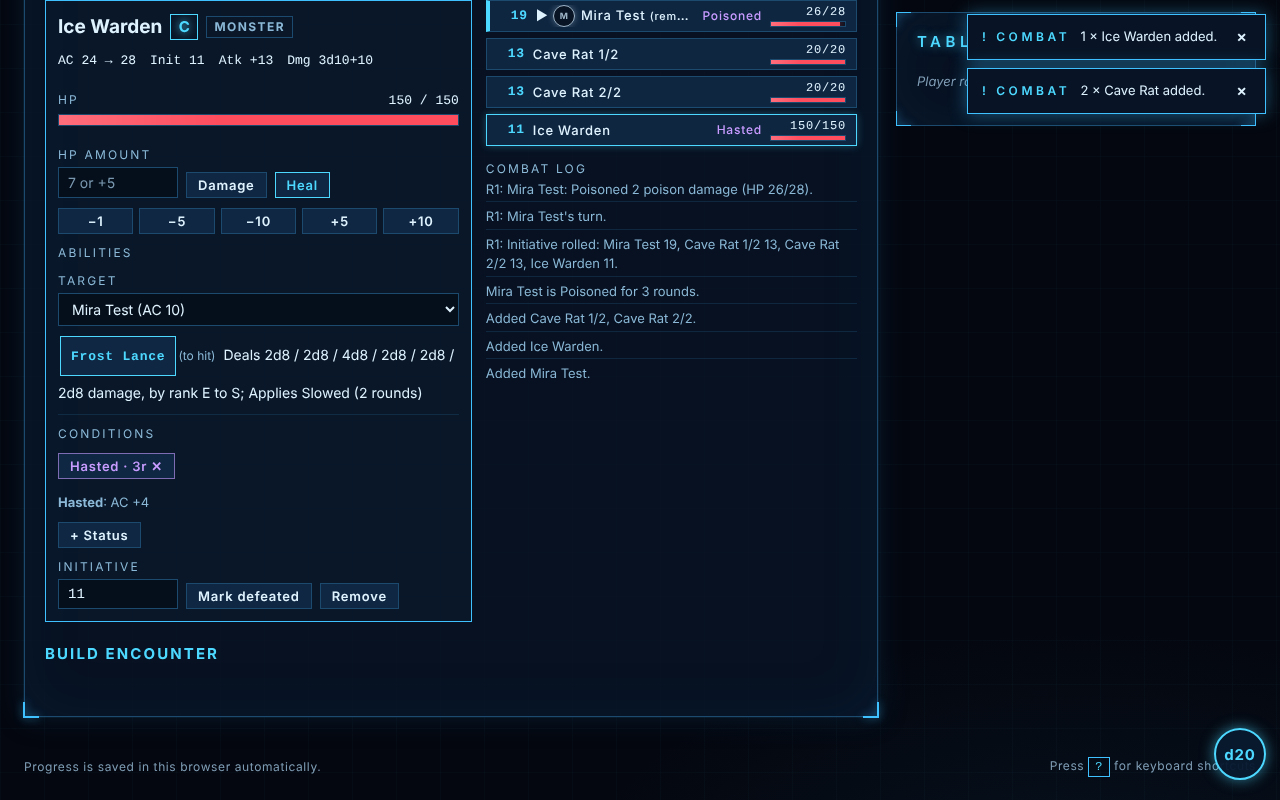 Ice Warden C MONSTER
AC 24 → 28 Init 11 Atk +13 Dmg 3d10+10
HP 150 / 150
HP AMOUNT
7 or +5 Damage Heal
−1 −5 −10 +5 +10
ABILITIES
TARGET
Mira Test (AC 10)
Frost Lance (to hit) Deals 2d8 / 2d8 / 4d8 / 2d8 / 2d8 /
2d8 damage, by rank E to S; Applies Slowed (2 rounds)
CONDITIONS
Hasted · 3r ✕
Hasted: AC +4
+ Status
INITIATIVE
11 Mark defeated Remove
BUILD ENCOUNTER
19 ▶ M Mira Test (rem... Poisoned 26/28
13 Cave Rat 1/2 20/20
13 Cave Rat 2/2 20/20
11 Ice Warden Hasted 150/150
COMBAT LOG
R1: Mira Test: Poisoned 2 poison damage (HP 26/28).
R1: Mira Test's turn.
R1: Initiative rolled: Mira Test 19, Cave Rat 1/2 13, Cave Rat
2/2 13, Ice Warden 11.
Mira Test is Poisoned for 3 rounds.
Added Cave Rat 1/2, Cave Rat 2/2.
Added Ice Warden.
Added Mira Test.
! COMBAT 1 × Ice Warden added. ×
! COMBAT 2 × Cave Rat added. ×
TABL
Player
Progress is saved in this browser automatically.
Press ? for keyboard
d20